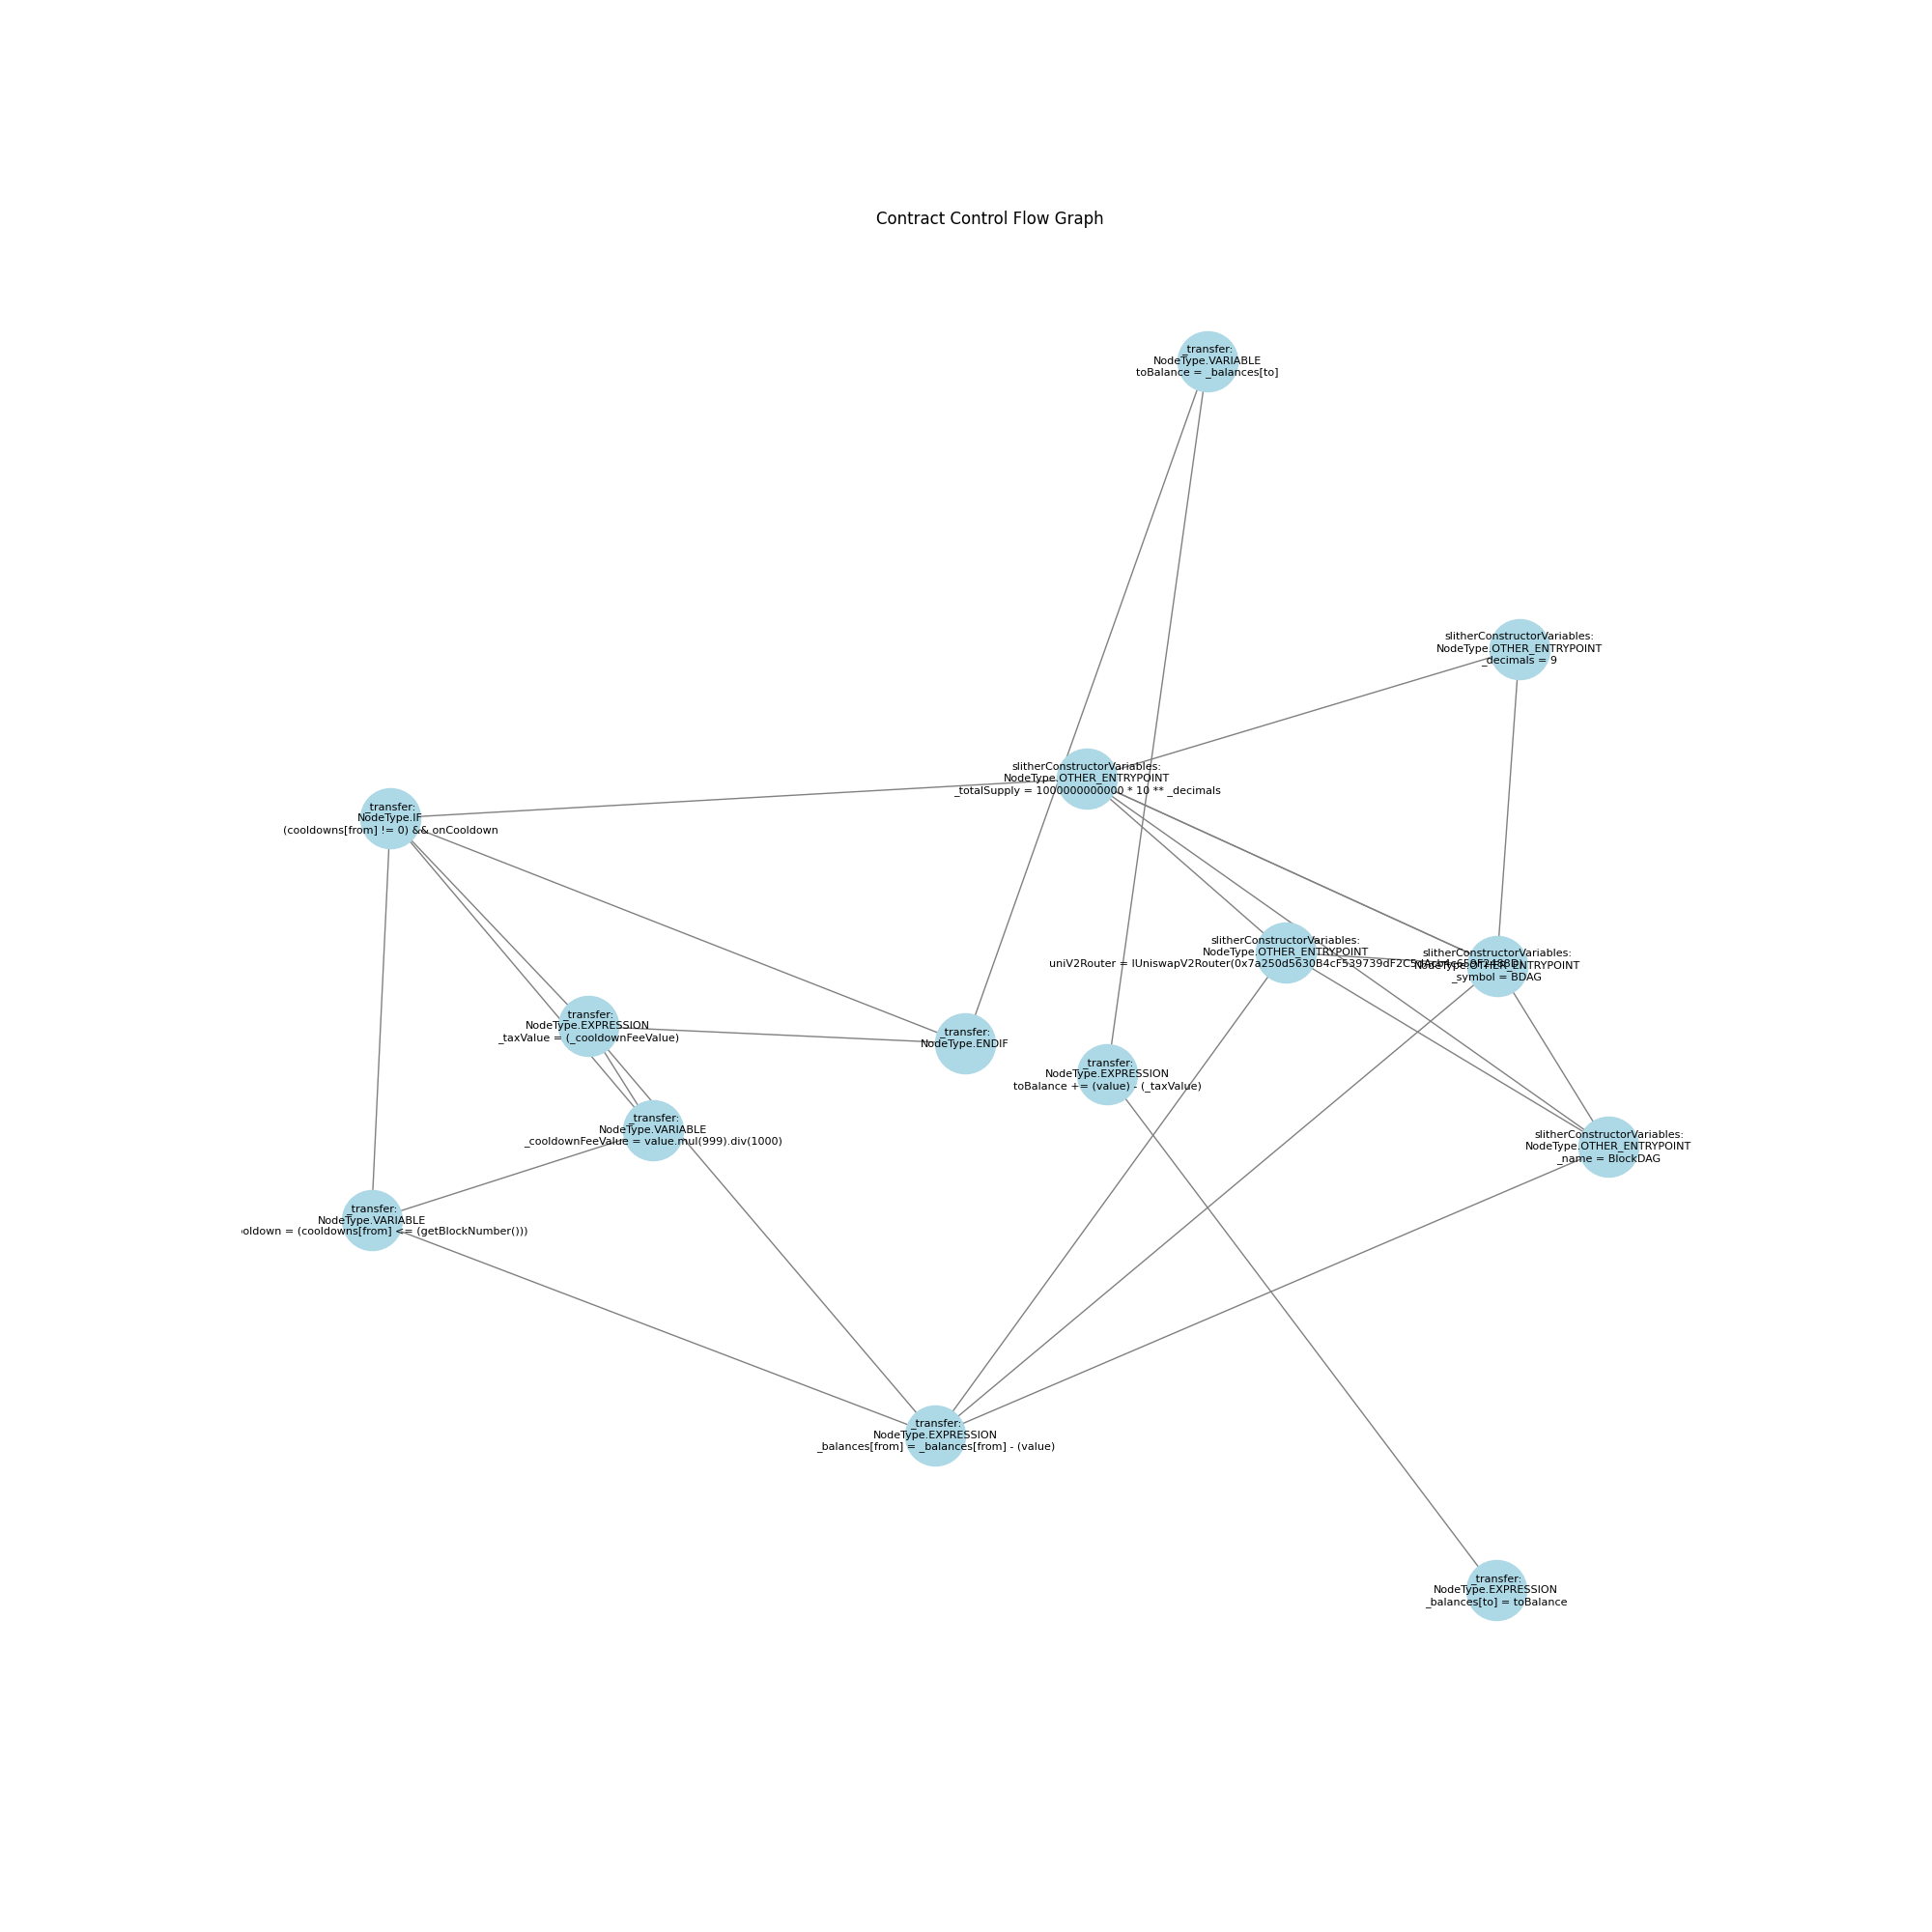 Contract Control Flow Graph
_transfer:
NodeType.VARIABLE
toBalance = _balances[to]
slitherConstructorVariables:
NodeType.OTHER_ENTRYPOINT
_decimals = 9
slitherConstructorVariables:
NodeType.OTHER_ENTRYPOINT
_totalSupply = 1000000000000 * 10 ** _decimals
_transfer:
NodeType.IF
(cooldowns[from] != 0) && onCooldown
slitherConstructorVariables:
NodeType.OTHER_ENTRYPOINT
uniV2Router = IUniswapV2Router(0x7a250d5630B4cF539739dF2C5dAcb4c659F2488D)
slitherConstructorVariables:
NodeType.OTHER_ENTRYPOINT
_symbol = BDAG
_transfer:
NodeType.EXPRESSION
_taxValue = (_cooldownFeeValue)
_transfer:
NodeType.ENDIF
_transfer:
NodeType.EXPRESSION
toBalance += (value) - (_taxValue)
_transfer:
NodeType.VARIABLE
_cooldownFeeValue = value.mul(999).div(1000)
slitherConstructorVariables:
NodeType.OTHER_ENTRYPOINT
_name = BlockDAG
_transfer:
NodeType.VARIABLE
ooldown = (cooldowns[from] <= (getBlockNumber()))
_transfer:
NodeType.EXPRESSION
_balances[from] = _balances[from] - (value)
_transfer:
NodeType.EXPRESSION
_balances[to] = toBalance